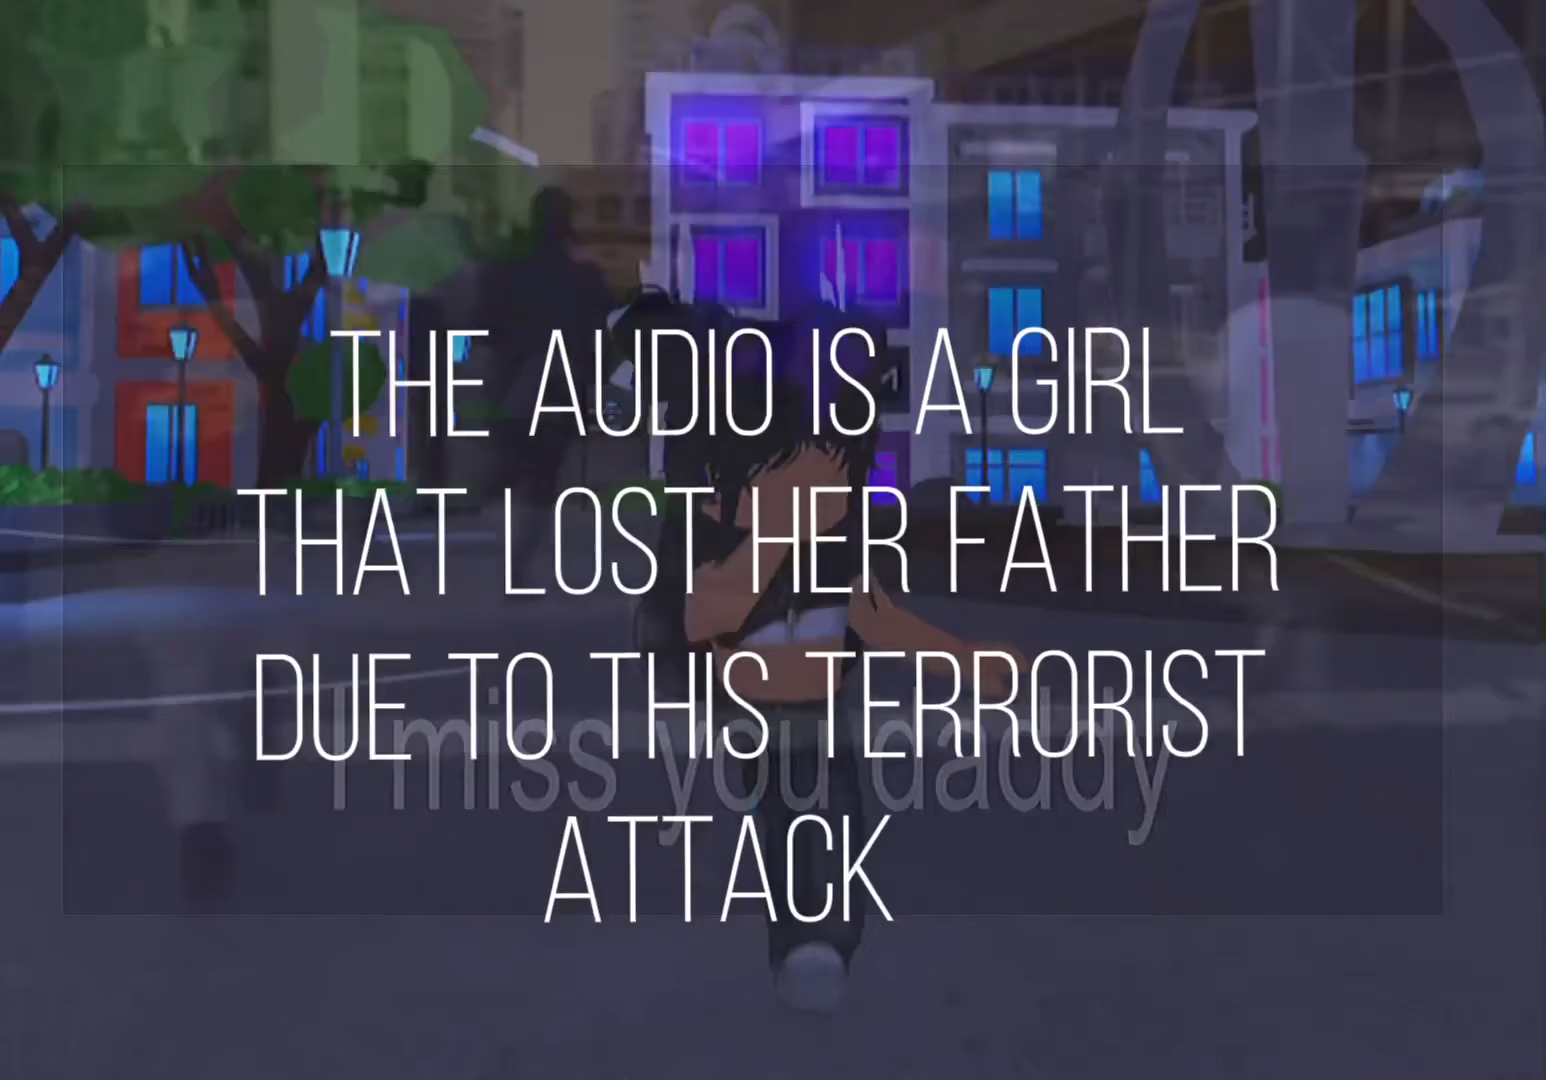 THE AUDIO IS A GIRL
THAT LOST HER FATHER
DUE TO THIS TERRORIST
I miss you daddy
ATTACK